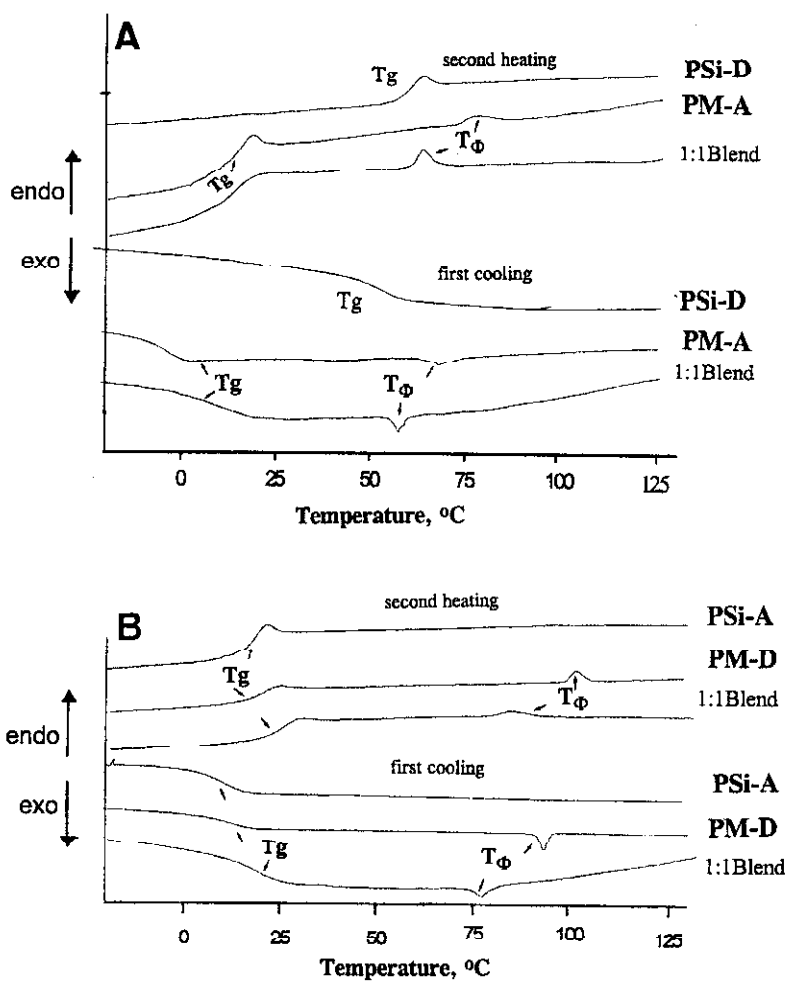 A
second heating
Tg
PSi-D
PM-A
TΦ
1:1Blend
Tg
endo
exo
first cooling
Tg
PSi-D
PM-A
1:1Blend
Tg
TΦ
0 25 50 75 100 125
Temperature, ºC
B
second heating
PSi-A
PM-D
Tg
1:1Blend
TΦ
endo
exo
first cooling
PSi-A
PM-D
Tg
TΦ
1:1Blend
0 25 50 75 100 125
Temperature, ºC